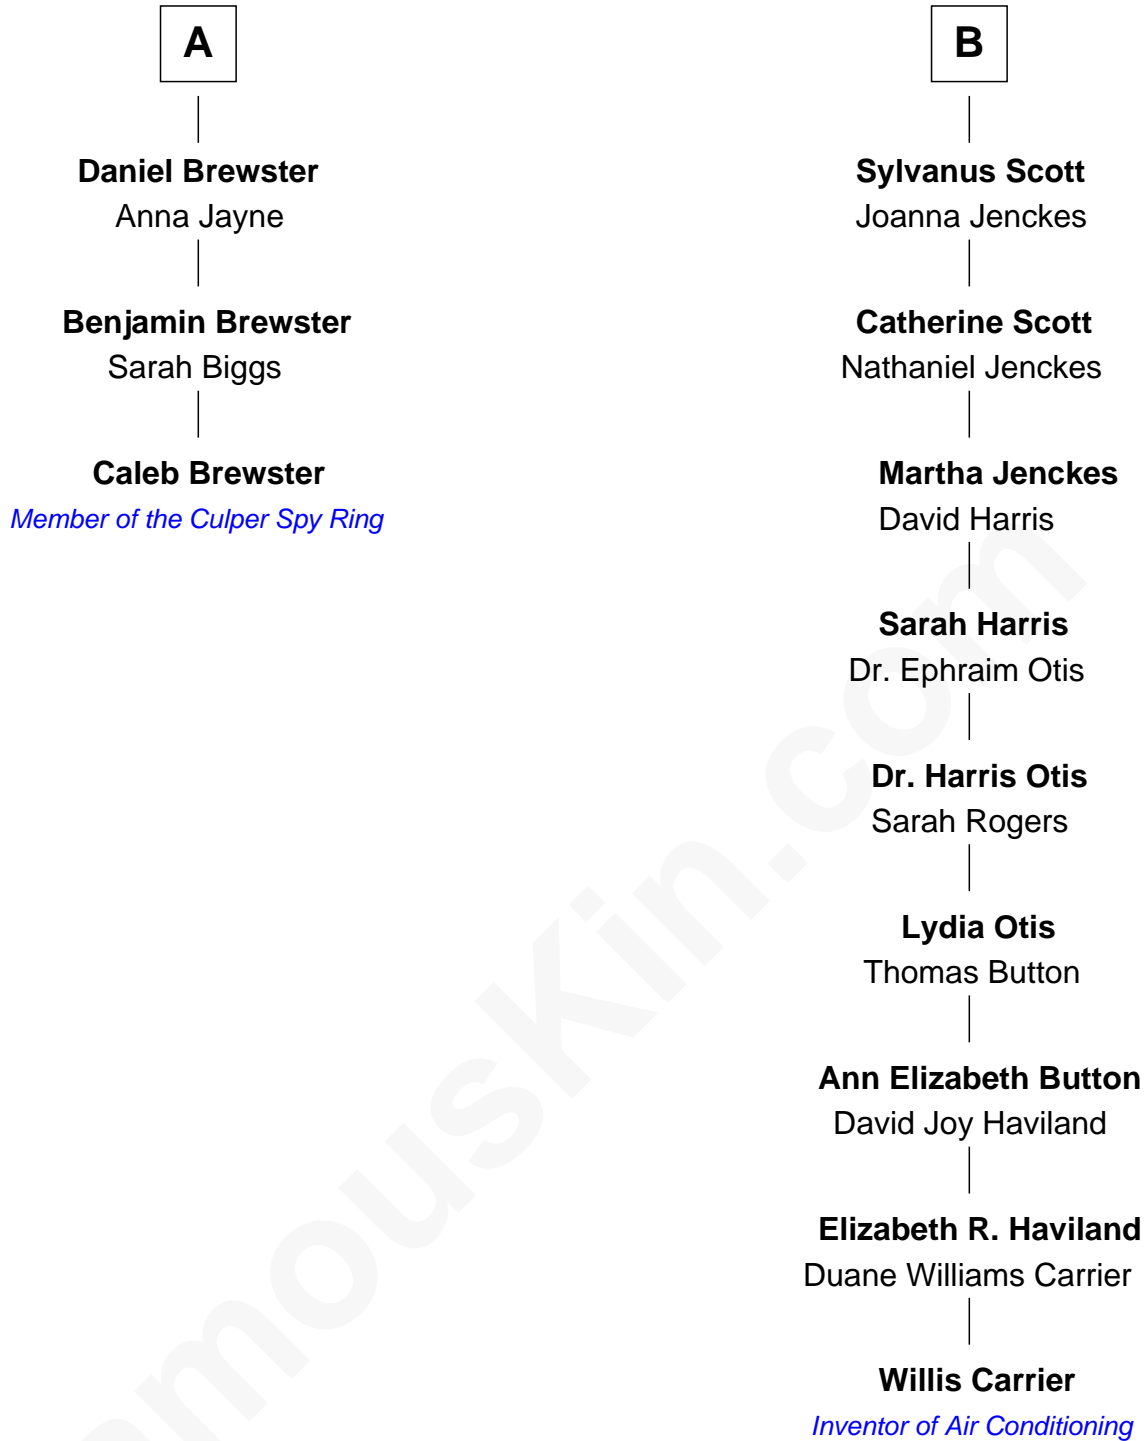 A
Daniel Brewster
Anna Jayne
Benjamin Brewster
Sarah Biggs
Caleb Brewster
Member of the Culper Spy Ring
B
Sylvanus Scott
Joanna Jenckes
Catherine Scott
Nathaniel Jenckes
Martha Jenckes
David Harris
Sarah Harris
Dr. Ephraim Otis
Dr. Harris Otis
Sarah Rogers
Lydia Otis
Thomas Button
Ann Elizabeth Button
David Joy Haviland
Elizabeth R. Haviland
Duane Williams Carrier
Willis Carrier
Inventor of Air Conditioning
amouskin.com